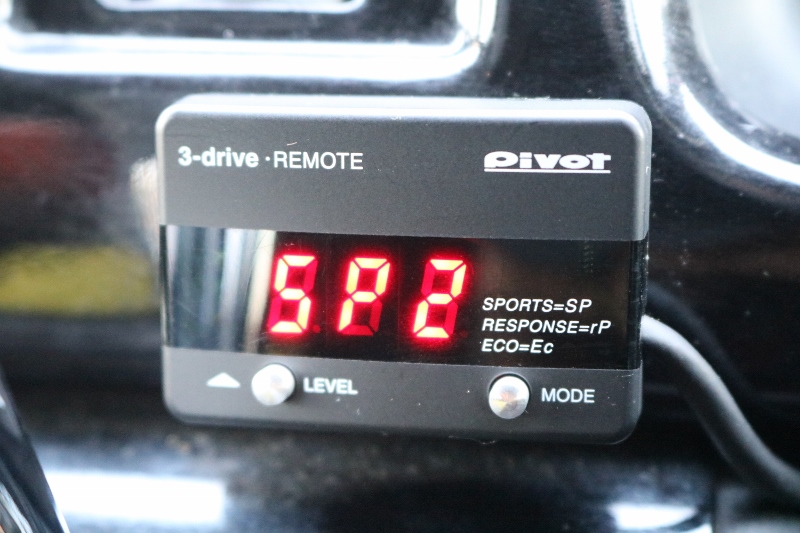 3-drive · REMOTE
pivot
SP2
SPORTS=SP
RESPONSE=rP
ECO=Ec
LEVEL
MODE